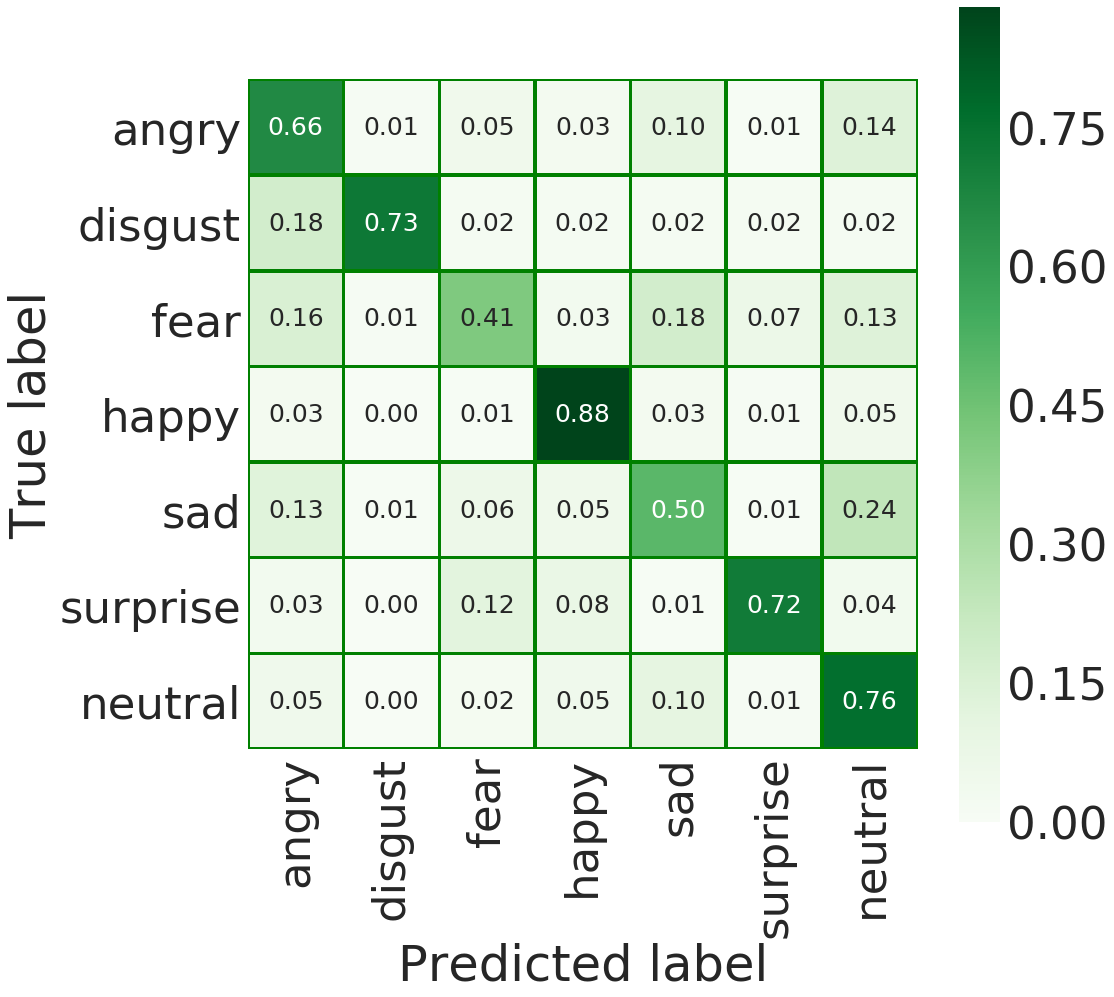 angry 0.66 0.01 0.05 0.03 0.10 0.01 0.14
disgust 0.18 0.73 0.02 0.02 0.02 0.02 0.02
fear 0.16 0.01 0.41 0.03 0.18 0.07 0.13
happy 0.03 0.00 0.01 0.88 0.03 0.01 0.05
sad 0.13 0.01 0.06 0.05 0.50 0.01 0.24
surprise 0.03 0.00 0.12 0.08 0.01 0.72 0.04
neutral 0.05 0.00 0.02 0.05 0.10 0.01 0.76
True label
angry disgust fear happy sad surprise neutral
Predicted label
0.75
0.60
0.45
0.30
0.15
0.00